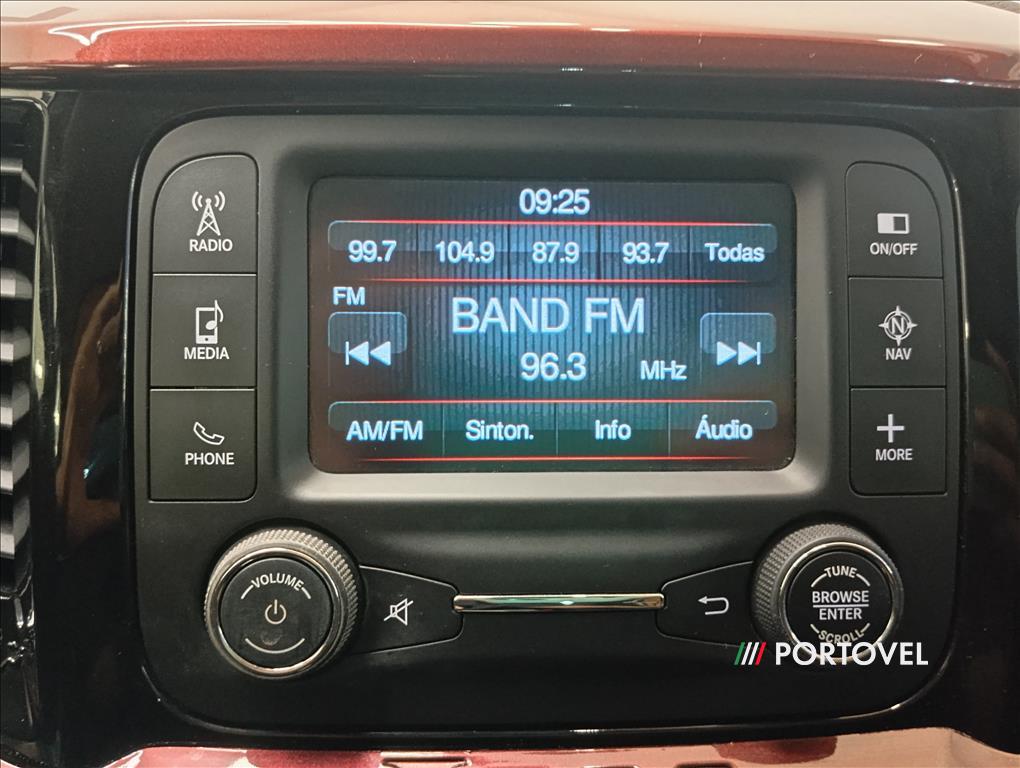 RADIO
MEDIA
PHONE
09:25
99.7 104.9 87.9 93.7 Todas
FM
BAND FM
96.3 MHz
AM/FM Sinton. Info Áudio
ON/OFF
N
NAV
MORE
VOLUME
TUNE
BROWSE
ENTER
SCROLL
PORTOVEL